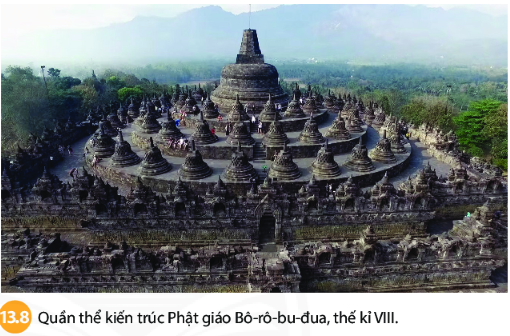 13.8 Quần thể kiến trúc Phật giáo Bô-rô-bu-đua, thế kỉ VIII.